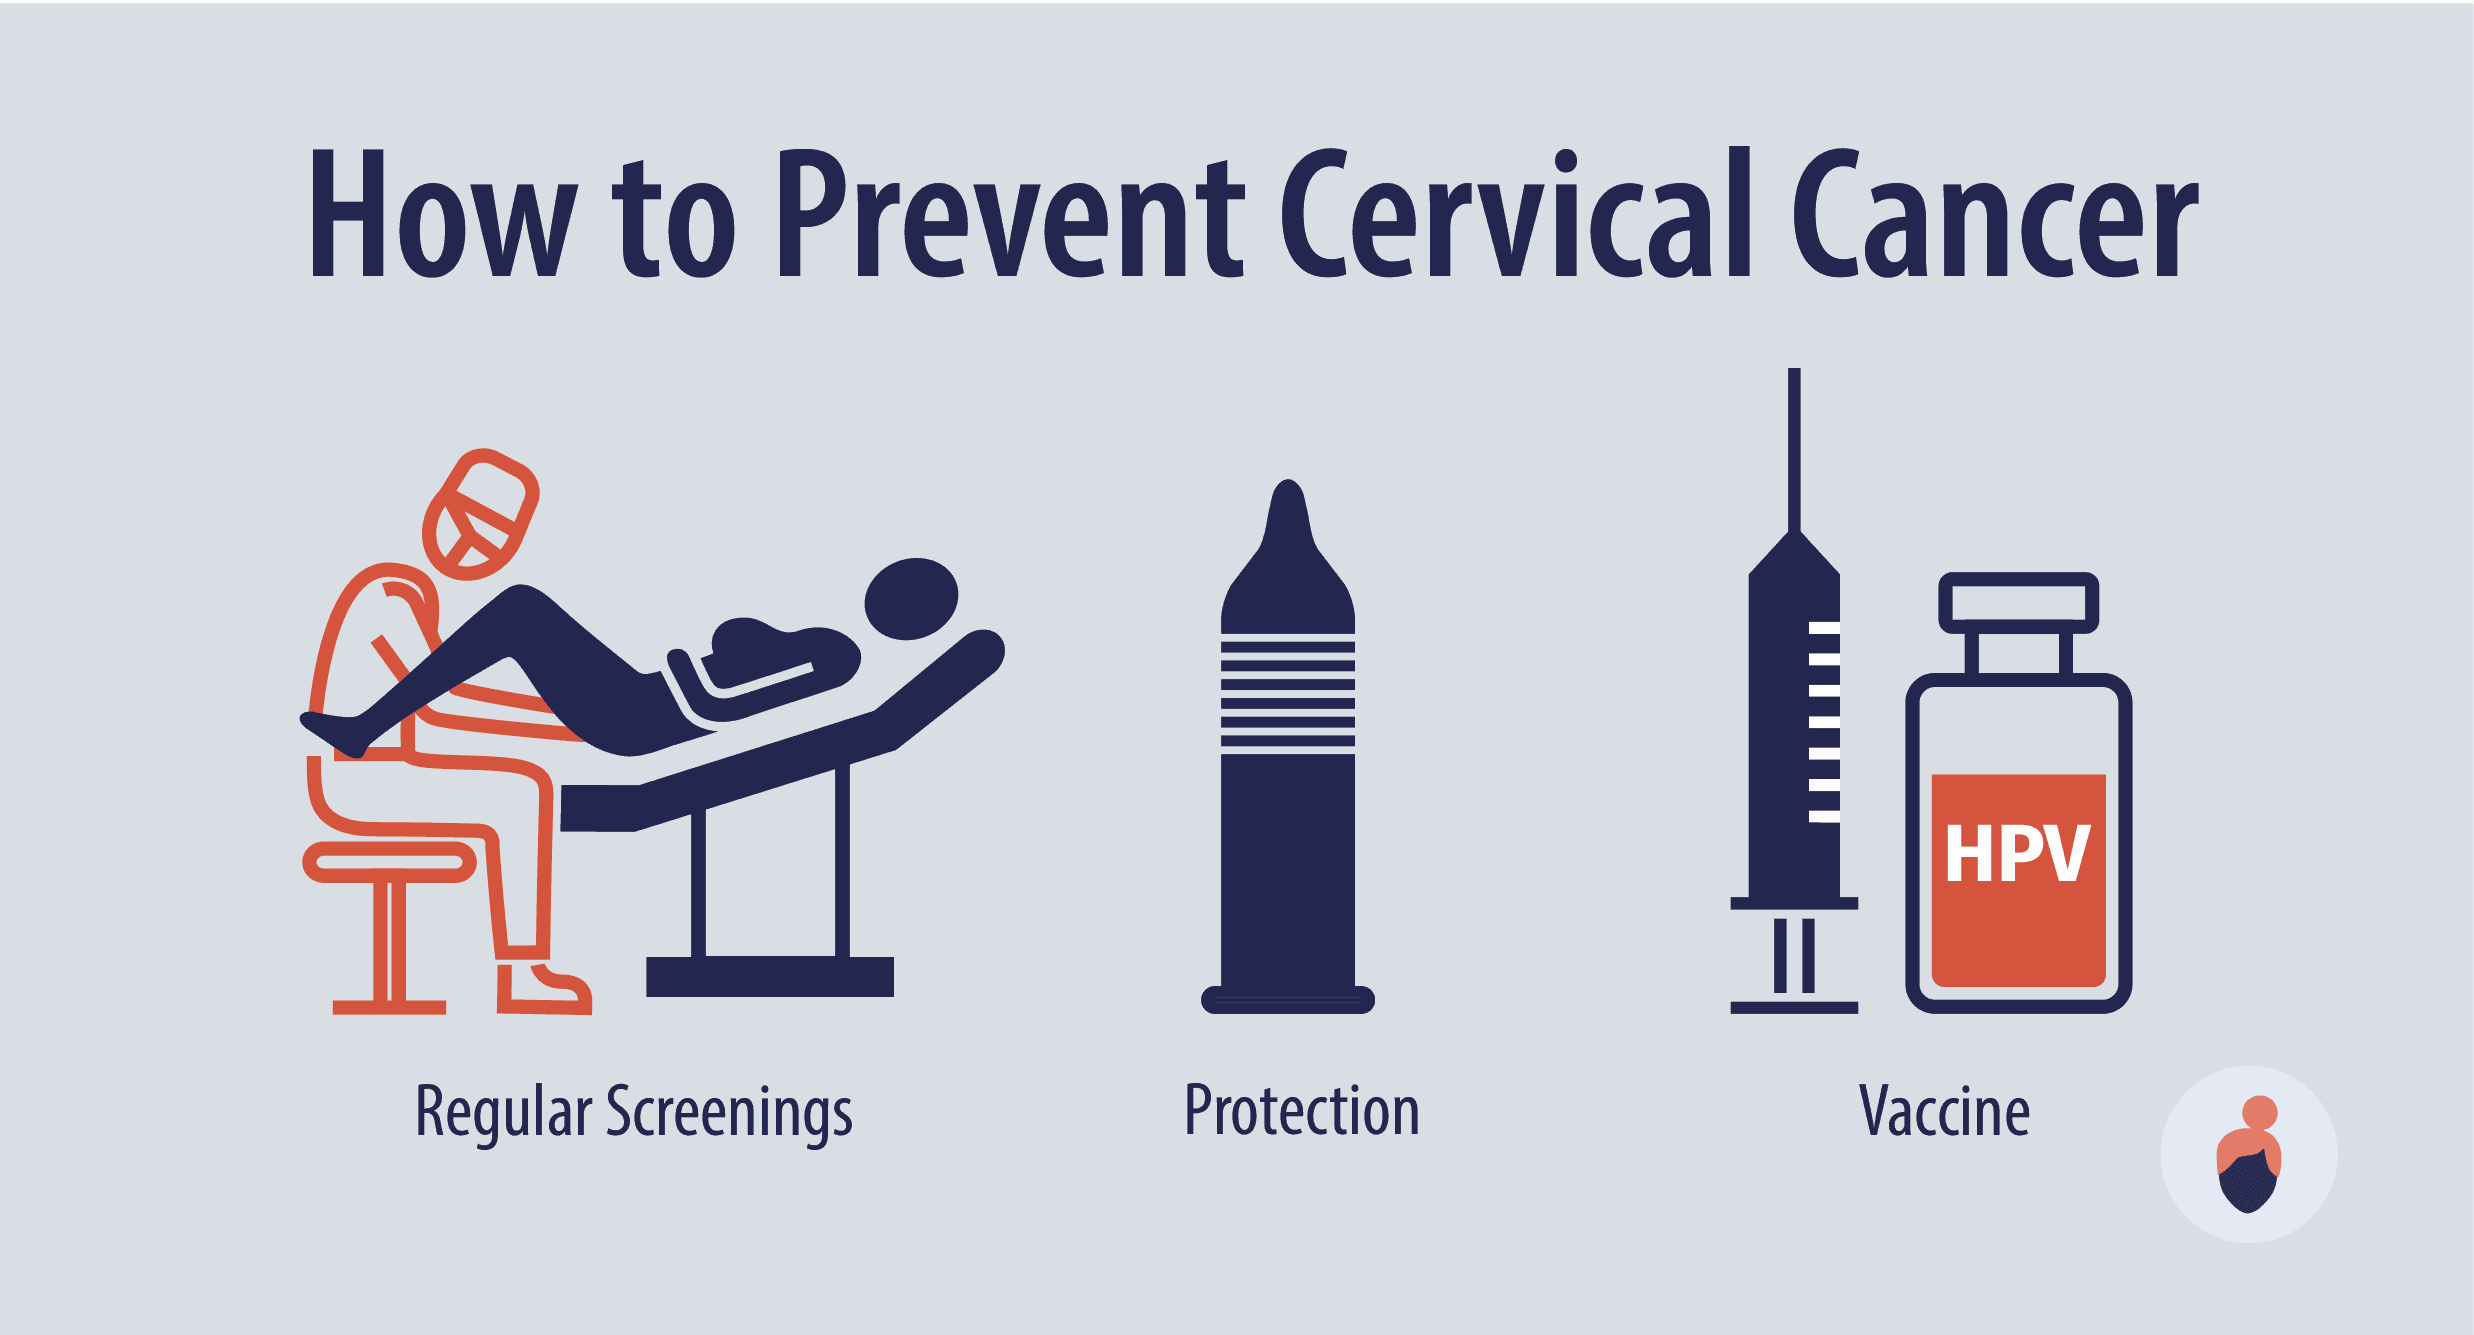 How to Prevent Cervical Cancer
HPV
Regular Screenings
Protection
Vaccine